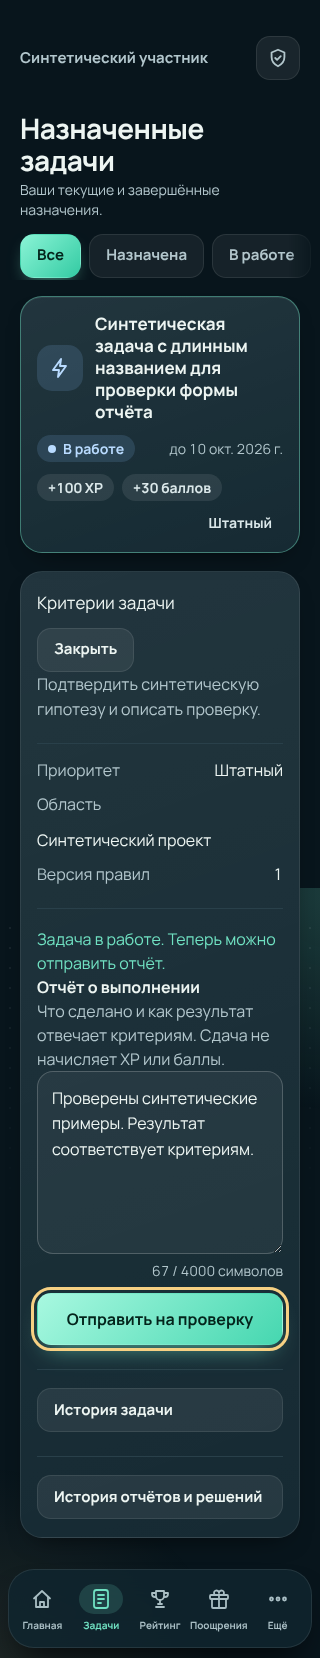 Синтетический участник
Назначенные
задачи
Ваши текущие и завершённые
назначения.
Все
Назначена
В работе
Синтетическая
задача с длинным
названием для
проверки формы
отчёта
В работе
до 10 окт. 2026 г.
+100 XP
+30 баллов
Штатный
Критерии задачи
Закрыть
Подтвердить синтетическую
гипотезу и описать проверку.
Приоритет
Штатный
Область
Синтетический проект
Версия правил
1
Задача в работе. Теперь можно
отправить отчёт.
Отчёт о выполнении
Что сделано и как результат
отвечает критериям. Сдача не
начисляет XP или баллы.
Проверены синтетические
примеры. Результат
соответствует критериям.
67 / 4000 символов
Отправить на проверку
История задачи
История отчётов и решений
Главная
Задачи
Рейтинг
Поощрения
Ещё